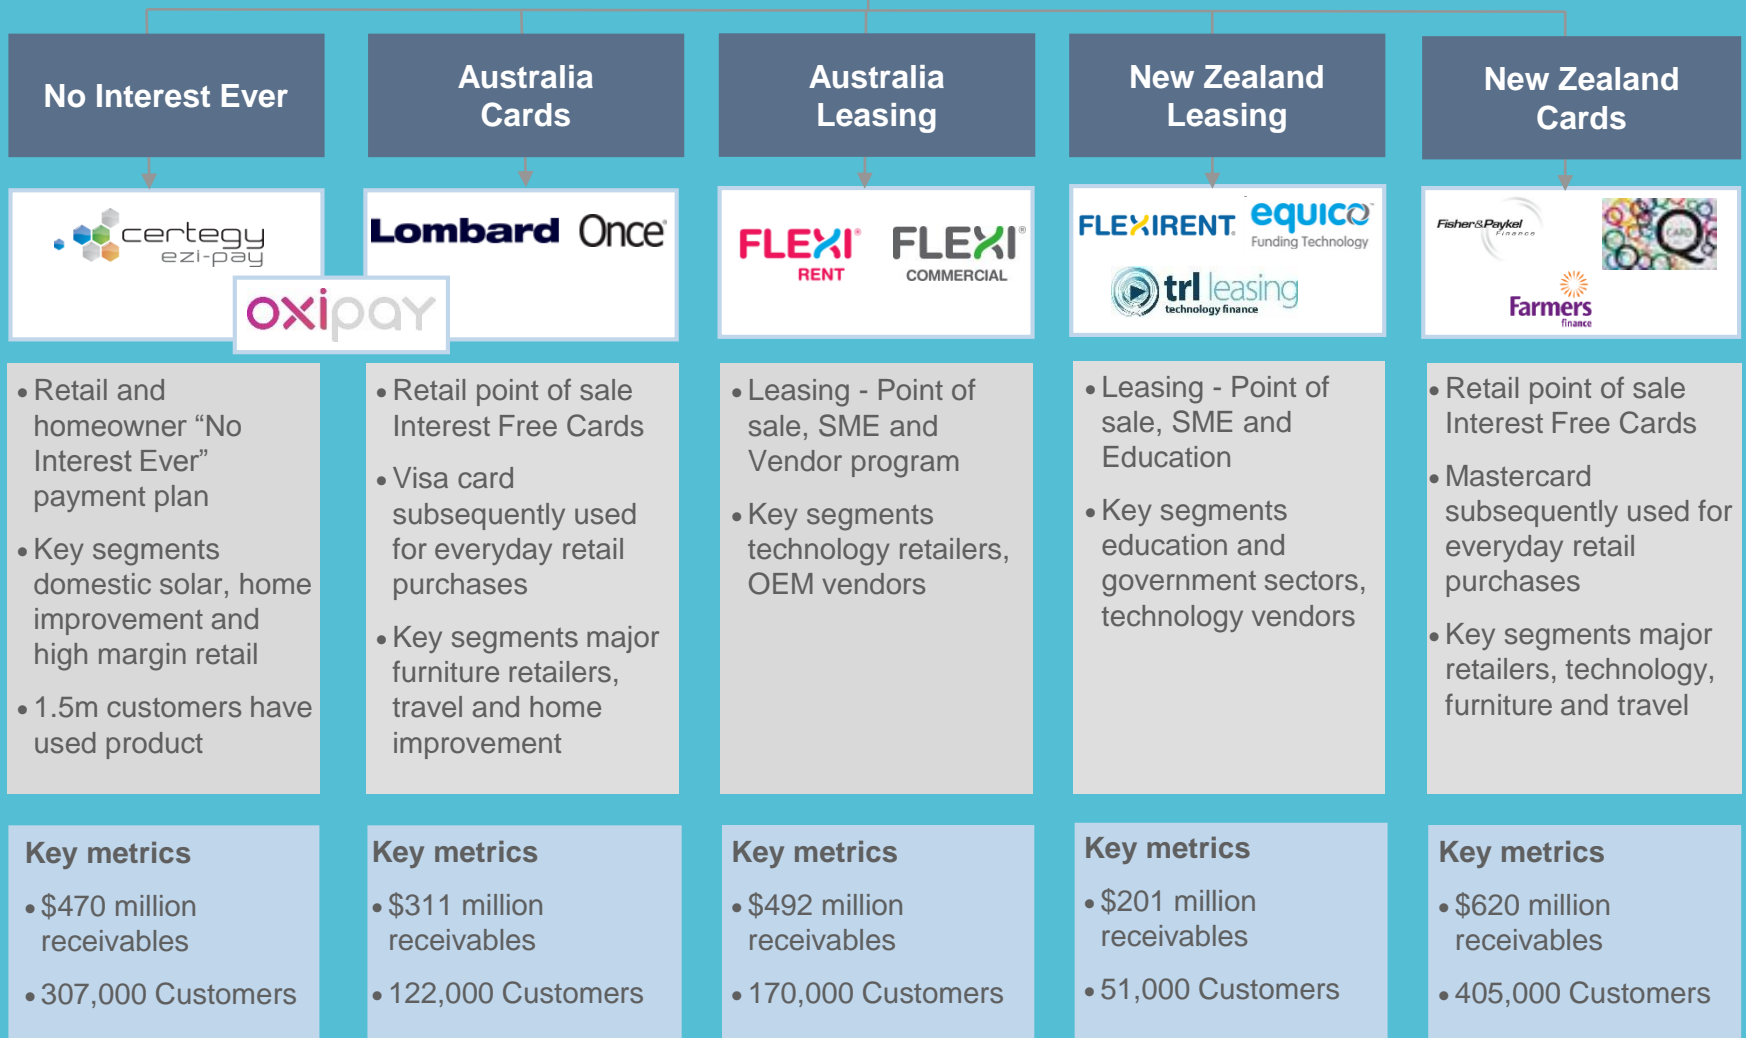 No Interest Ever
certegy
ezi-pay
oxipay
• Retail and
homeowner “No
Interest Ever”
payment plan
• Key segments
domestic solar, home
improvement and
high margin retail
• 1.5m customers have
used product
Key metrics
• $470 million
receivables
• 307,000 Customers
Australia
Cards
Lombard Once
• Retail point of sale
Interest Free Cards
• Visa card
subsequently used
for everyday retail
purchases
• Key segments major
furniture retailers,
travel and home
improvement
Key metrics
• $311 million
receivables
• 122,000 Customers
Australia
Leasing
FLEXI®
RENT
FLEXI®
COMMERCIAL
• Leasing - Point of
sale, SME and
Vendor program
• Key segments
technology retailers,
OEM vendors
Key metrics
• $492 million
receivables
• 170,000 Customers
New Zealand
Leasing
FLEXIRENT.
equico™
Funding Technology
trl leasing
technology finance
• Leasing - Point of
sale, SME and
Education
• Key segments
education and
government sectors,
technology vendors
Key metrics
• $201 million
receivables
• 51,000 Customers
New Zealand
Cards
Fisher&Paykel
Finance
Q
CARD
Farmers
finance
• Retail point of sale
Interest Free Cards
• Mastercard
subsequently used for
everyday retail
purchases
• Key segments major
retailers, technology,
furniture and travel
Key metrics
• $620 million
receivables
• 405,000 Customers